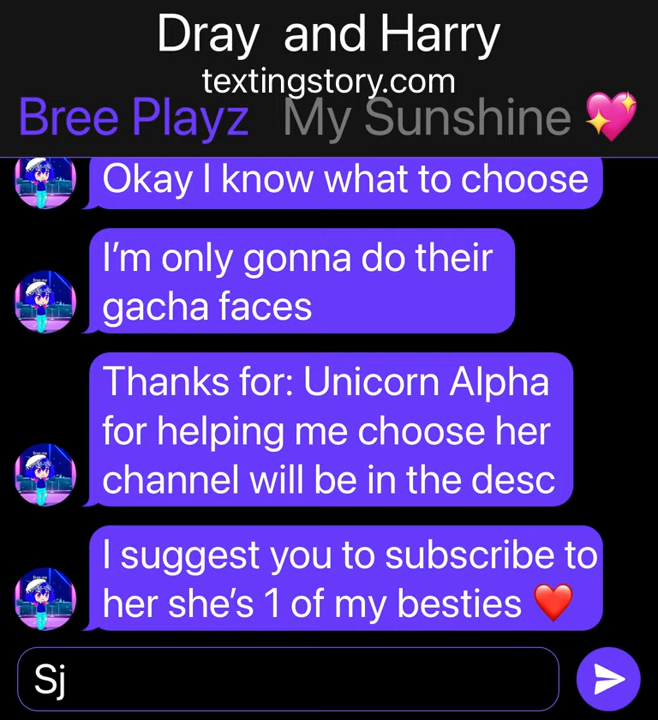 Dray and Harry
textingstory.com
Bree Playz My Sunshine 💖
Okay I know what to choose
I'm only gonna do their
gacha faces
Thanks for: Unicorn Alpha
for helping me choose her
channel will be in the desc
I suggest you to subscribe to
her she's 1 of my besties ❤️
Sj